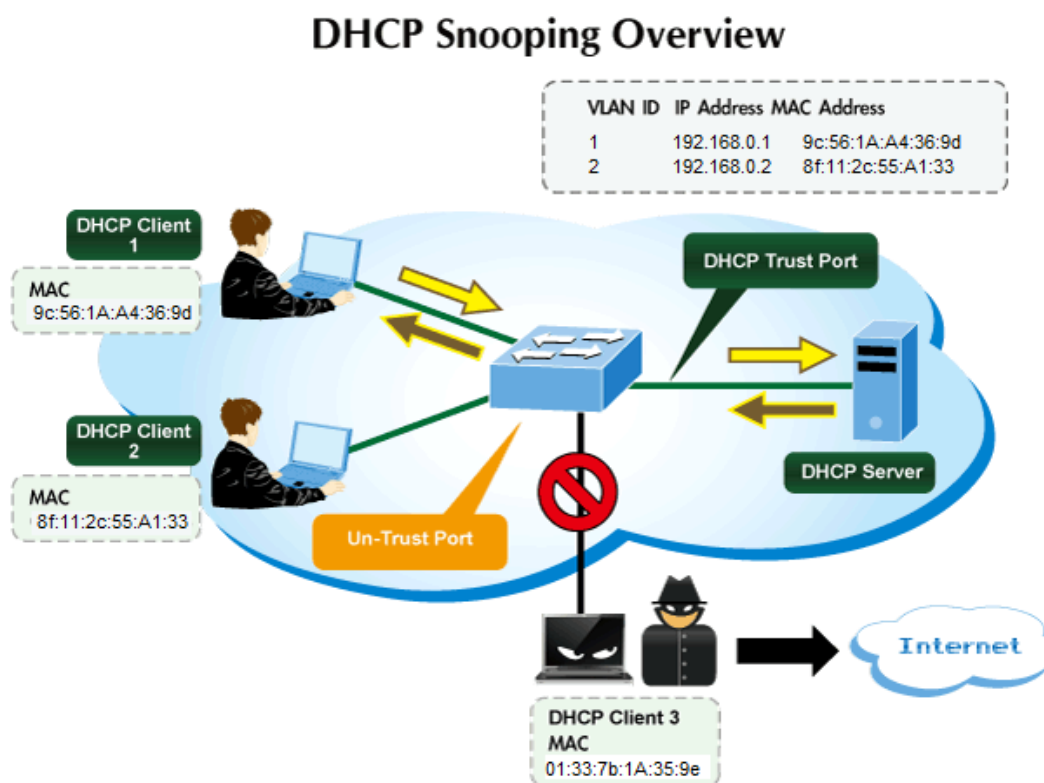 DHCP Snooping Overview
VLAN ID IP Address MAC Address
1 192.168.0.1 9c:56:1A:A4:36:9d
2 192.168.0.2 8f:11:2c:55:A1:33
DHCP Client
1
MAC
9c:56:1A:A4:36:9d
DHCP Trust Port
DHCP Client
2
MAC
8f:11:2c:55:A1:33
DHCP Server
Un-Trust Port
Internet
DHCP Client 3
MAC
01:33:7b:1A:35:9e